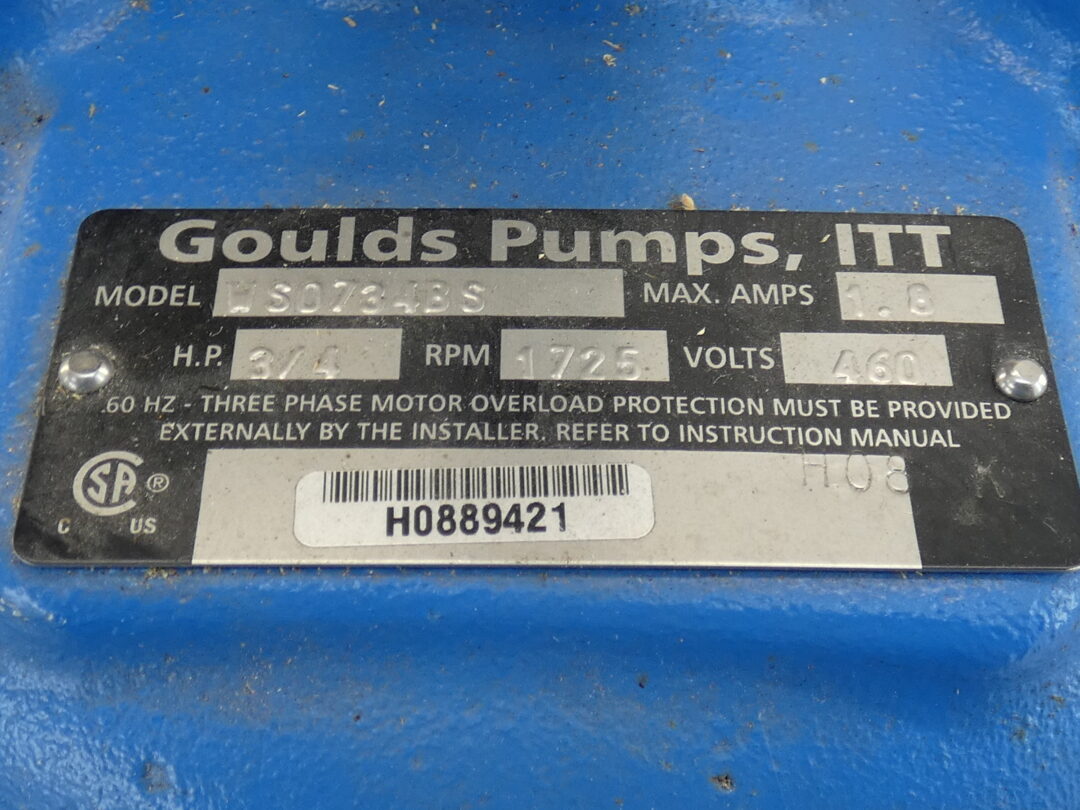 Goulds Pumps, ITT
MODEL WS0734BS MAX. AMPS 1.8
H.P. 3/4 RPM 1725 VOLTS 460
.60 HZ - THREE PHASE MOTOR OVERLOAD PROTECTION MUST BE PROVIDED
EXTERNALLY BY THE INSTALLER. REFER TO INSTRUCTION MANUAL
H08 K
SA ®
C US
H0889421